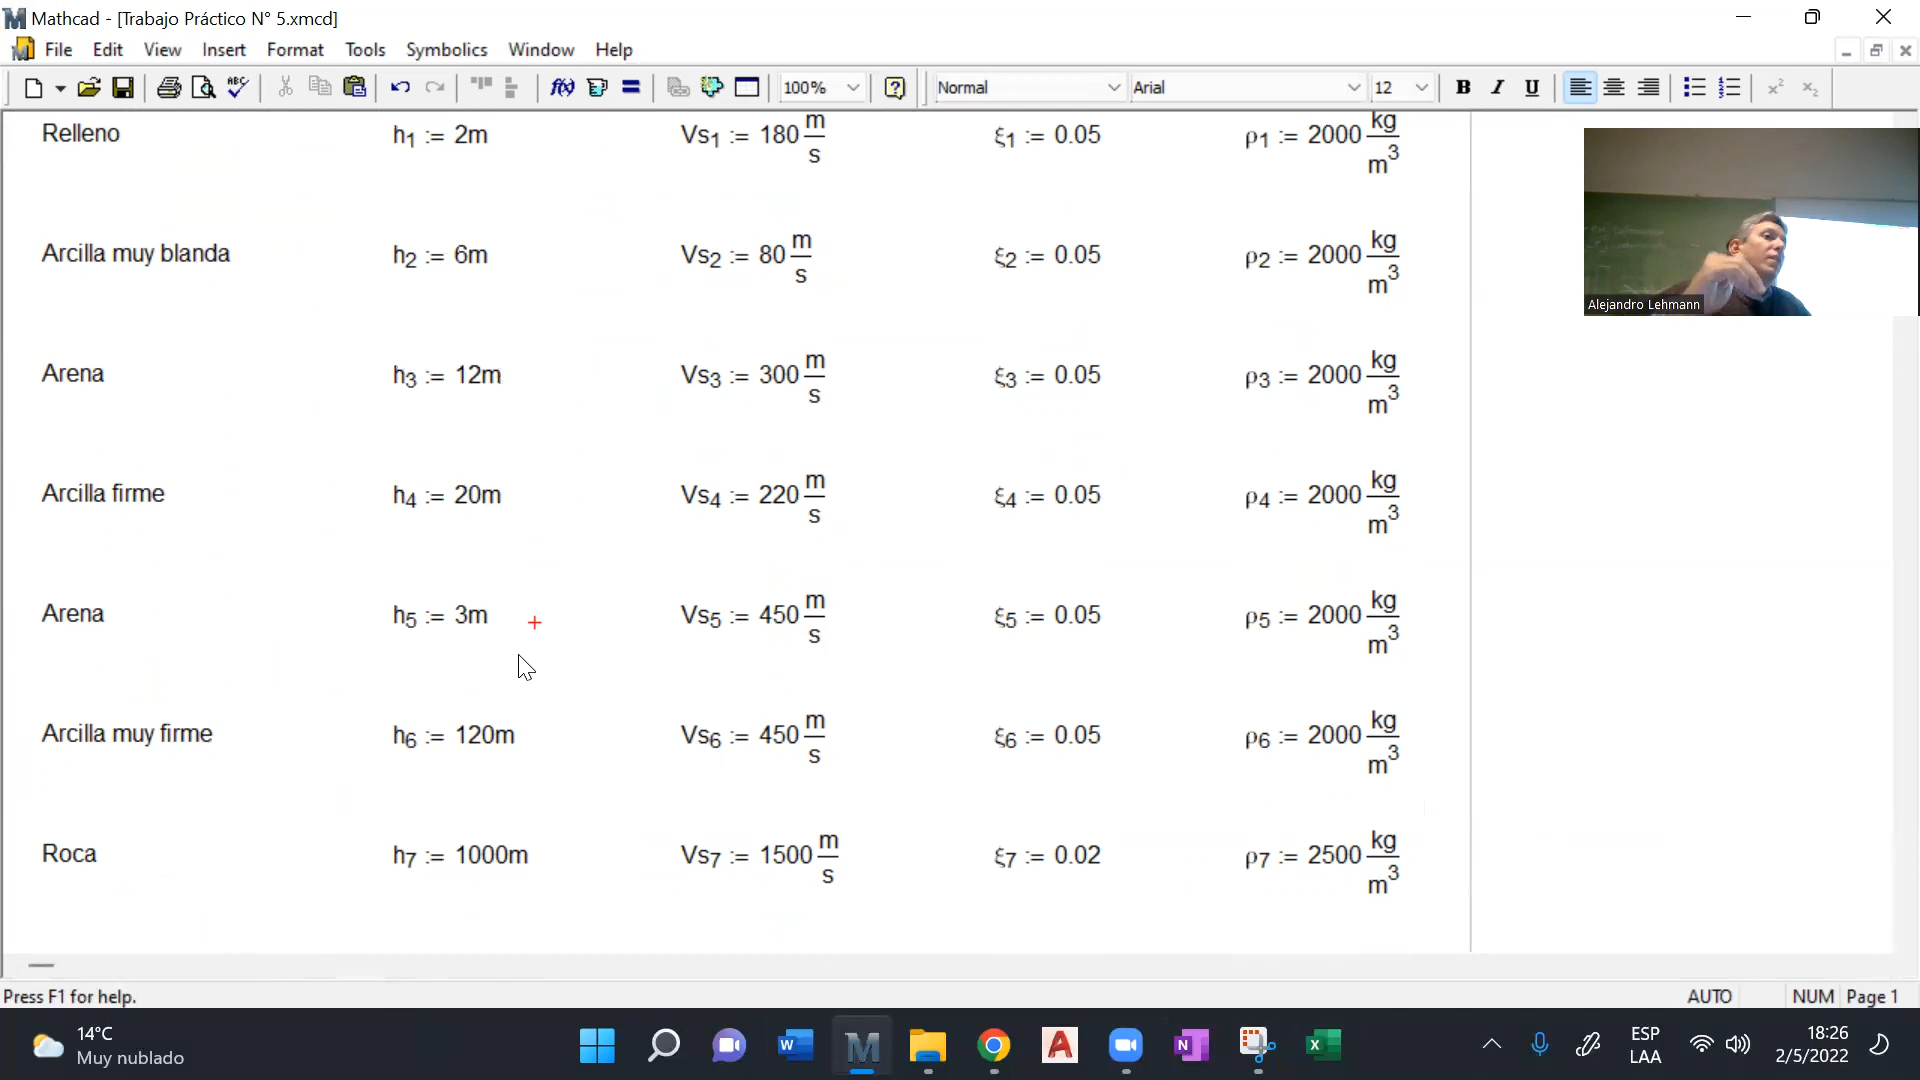 Mathcad - [Trabajo Práctico N° 5.xmcd]
File Edit View Insert Format Tools Symbolics Window Help
100% Normal Arial 12 B I U
Relleno h1 := 2m Vs1 := 180 m/s ξ1 := 0.05 ρ1 := 2000 kg/m³
Arcilla muy blanda h2 := 6m Vs2 := 80 m/s ξ2 := 0.05 ρ2 := 2000 kg/m³
Arena h3 := 12m Vs3 := 300 m/s ξ3 := 0.05 ρ3 := 2000 kg/m³
Arcilla firme h4 := 20m Vs4 := 220 m/s ξ4 := 0.05 ρ4 := 2000 kg/m³
Arena h5 := 3m Vs5 := 450 m/s ξ5 := 0.05 ρ5 := 2000 kg/m³
Arcilla muy firme h6 := 120m Vs6 := 450 m/s ξ6 := 0.05 ρ6 := 2000 kg/m³
Roca h7 := 1000m Vs7 := 1500 m/s ξ7 := 0.02 ρ7 := 2500 kg/m³
Alejandro Lehmann
Press F1 for help. AUTO NUM Page 1
14°C
Muy nublado
ESP
LAA
18:26
2/5/2022